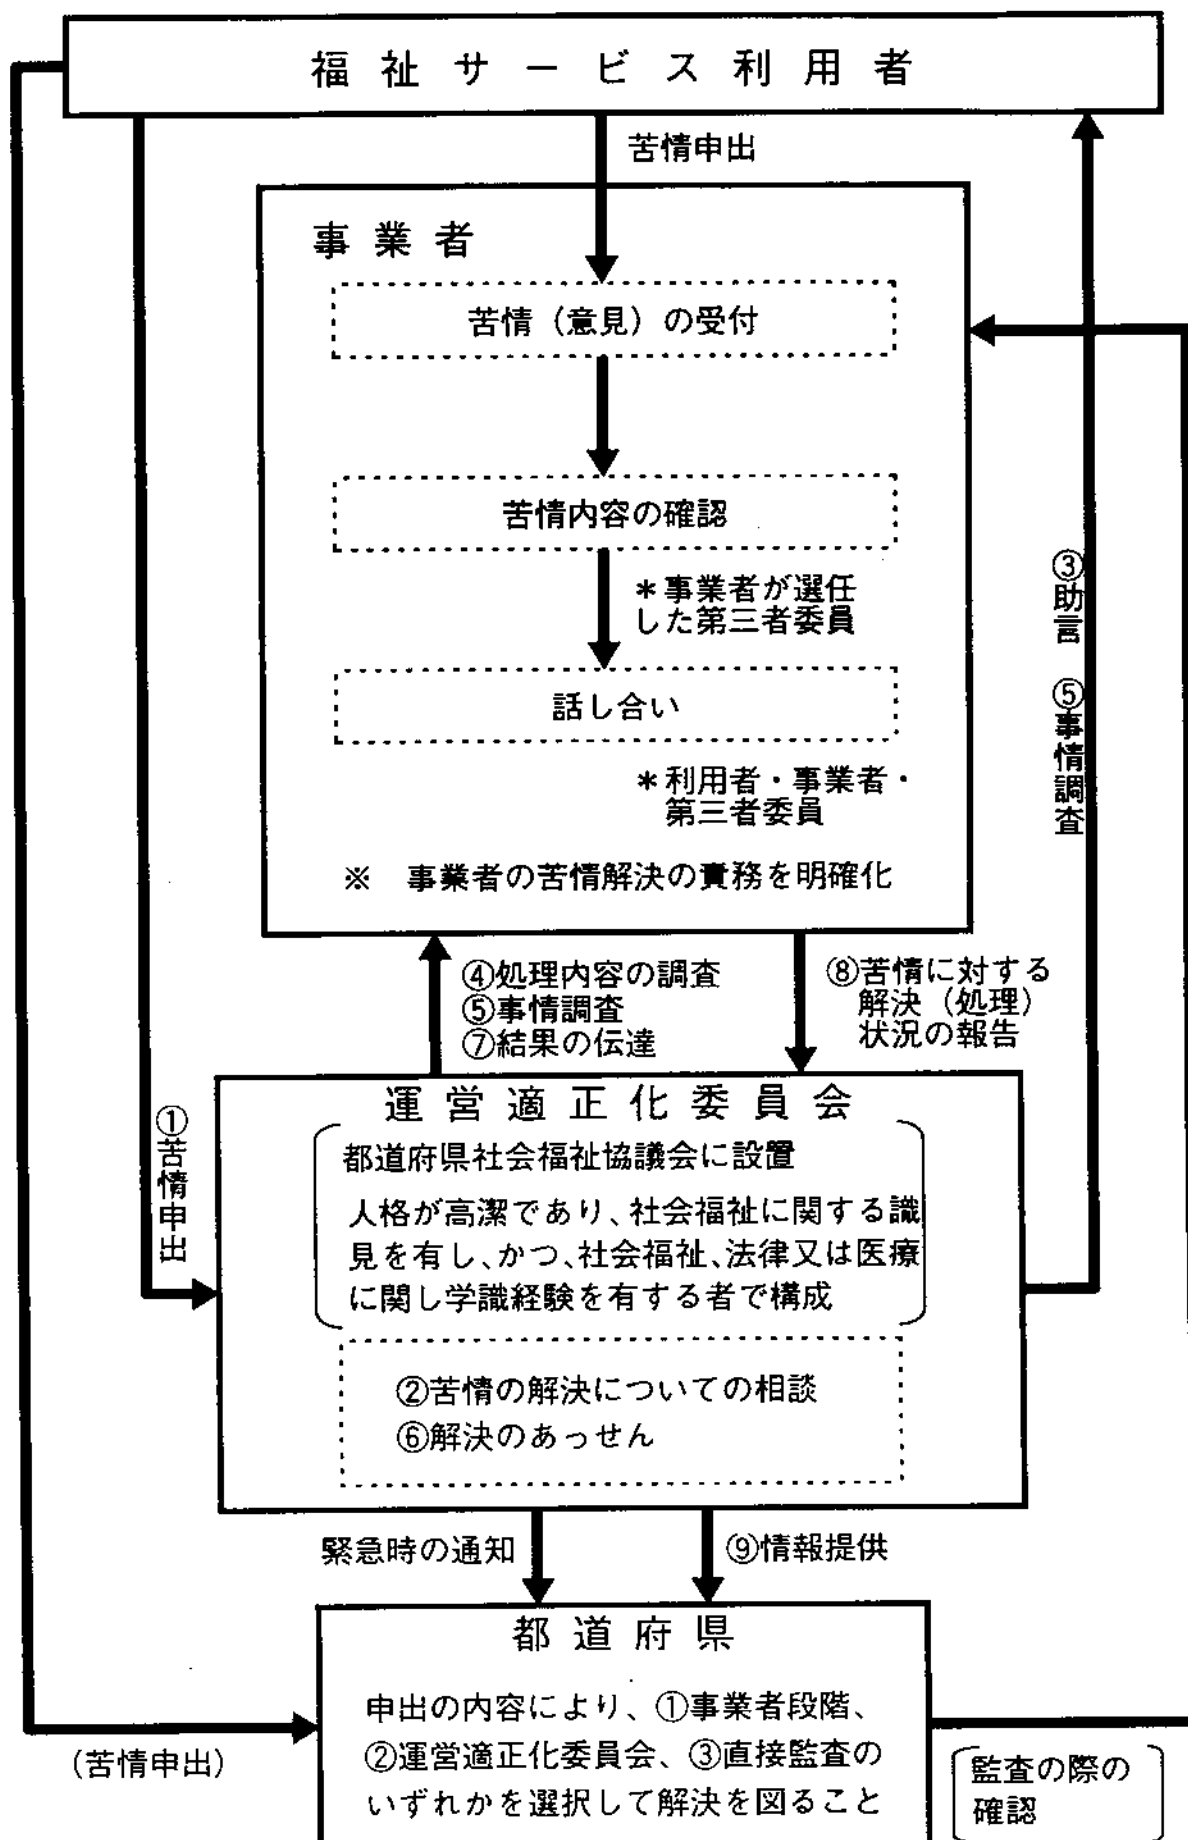 福祉サービス利用者
苦情申出
事業者
苦情（意見）の受付
苦情内容の確認
＊事業者が選任
した第三者委員
話し合い
＊利用者・事業者・
第三者委員
※　事業者の苦情解決の責務を明確化
③助言　⑤事情調査
④処理内容の調査
⑤事情調査
⑦結果の伝達
⑧苦情に対する
解決（処理）
状況の報告
①苦情申出
運営適正化委員会
都道府県社会福祉協議会に設置
人格が高潔であり、社会福祉に関する識
見を有し、かつ、社会福祉、法律又は医療
に関し学識経験を有する者で構成
②苦情の解決についての相談
⑥解決のあっせん
緊急時の通知
⑨情報提供
都道府県
申出の内容により、①事業者段階、
②運営適正化委員会、③直接監査の
いずれかを選択して解決を図ること
（苦情申出）
監査の際の
確認